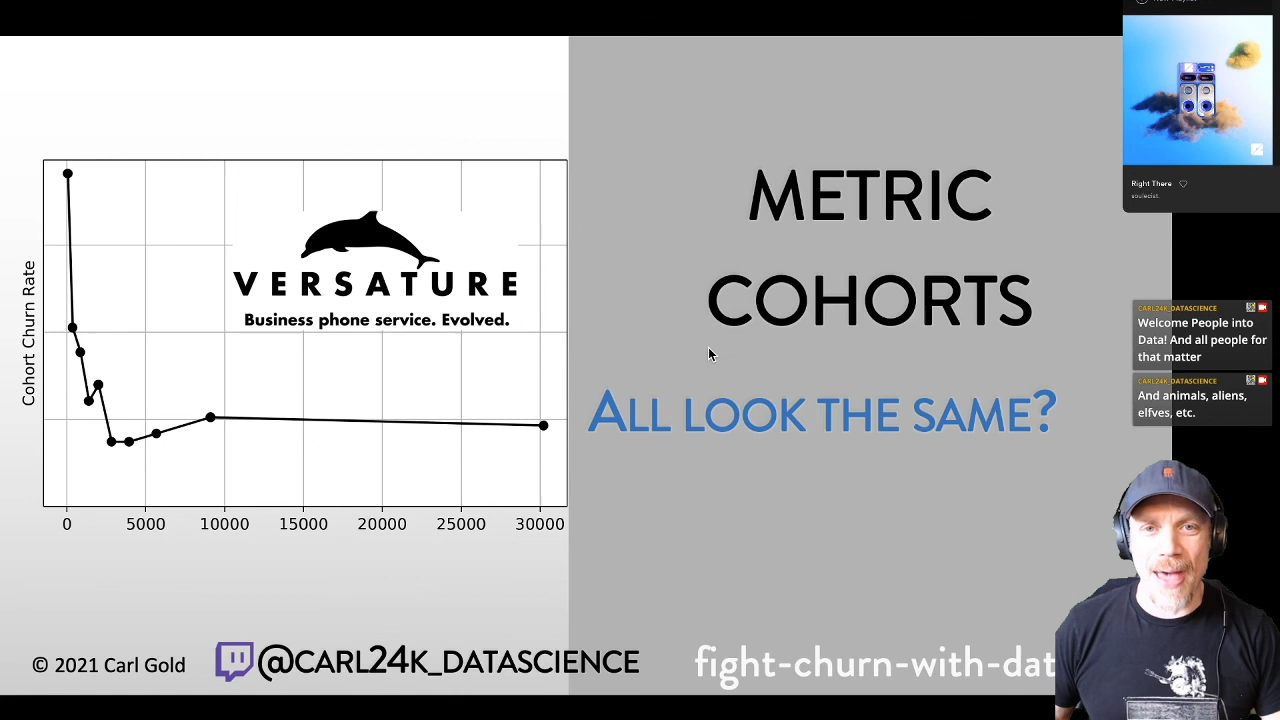 Cohort Churn Rate
VERSATURE
Business phone service. Evolved.
0 5000 10000 15000 20000 25000 30000
METRIC
COHORTS
ALL LOOK THE SAME?
© 2021 Carl Gold
@CARL24K_DATASCIENCE
fight-churn-with-dat
Right There
soulecist.
CARL24K_DATASCIENCE
Welcome People into
Data! And all people for
that matter
CARL24K_DATASCIENCE
And animals, aliens,
elfves, etc.